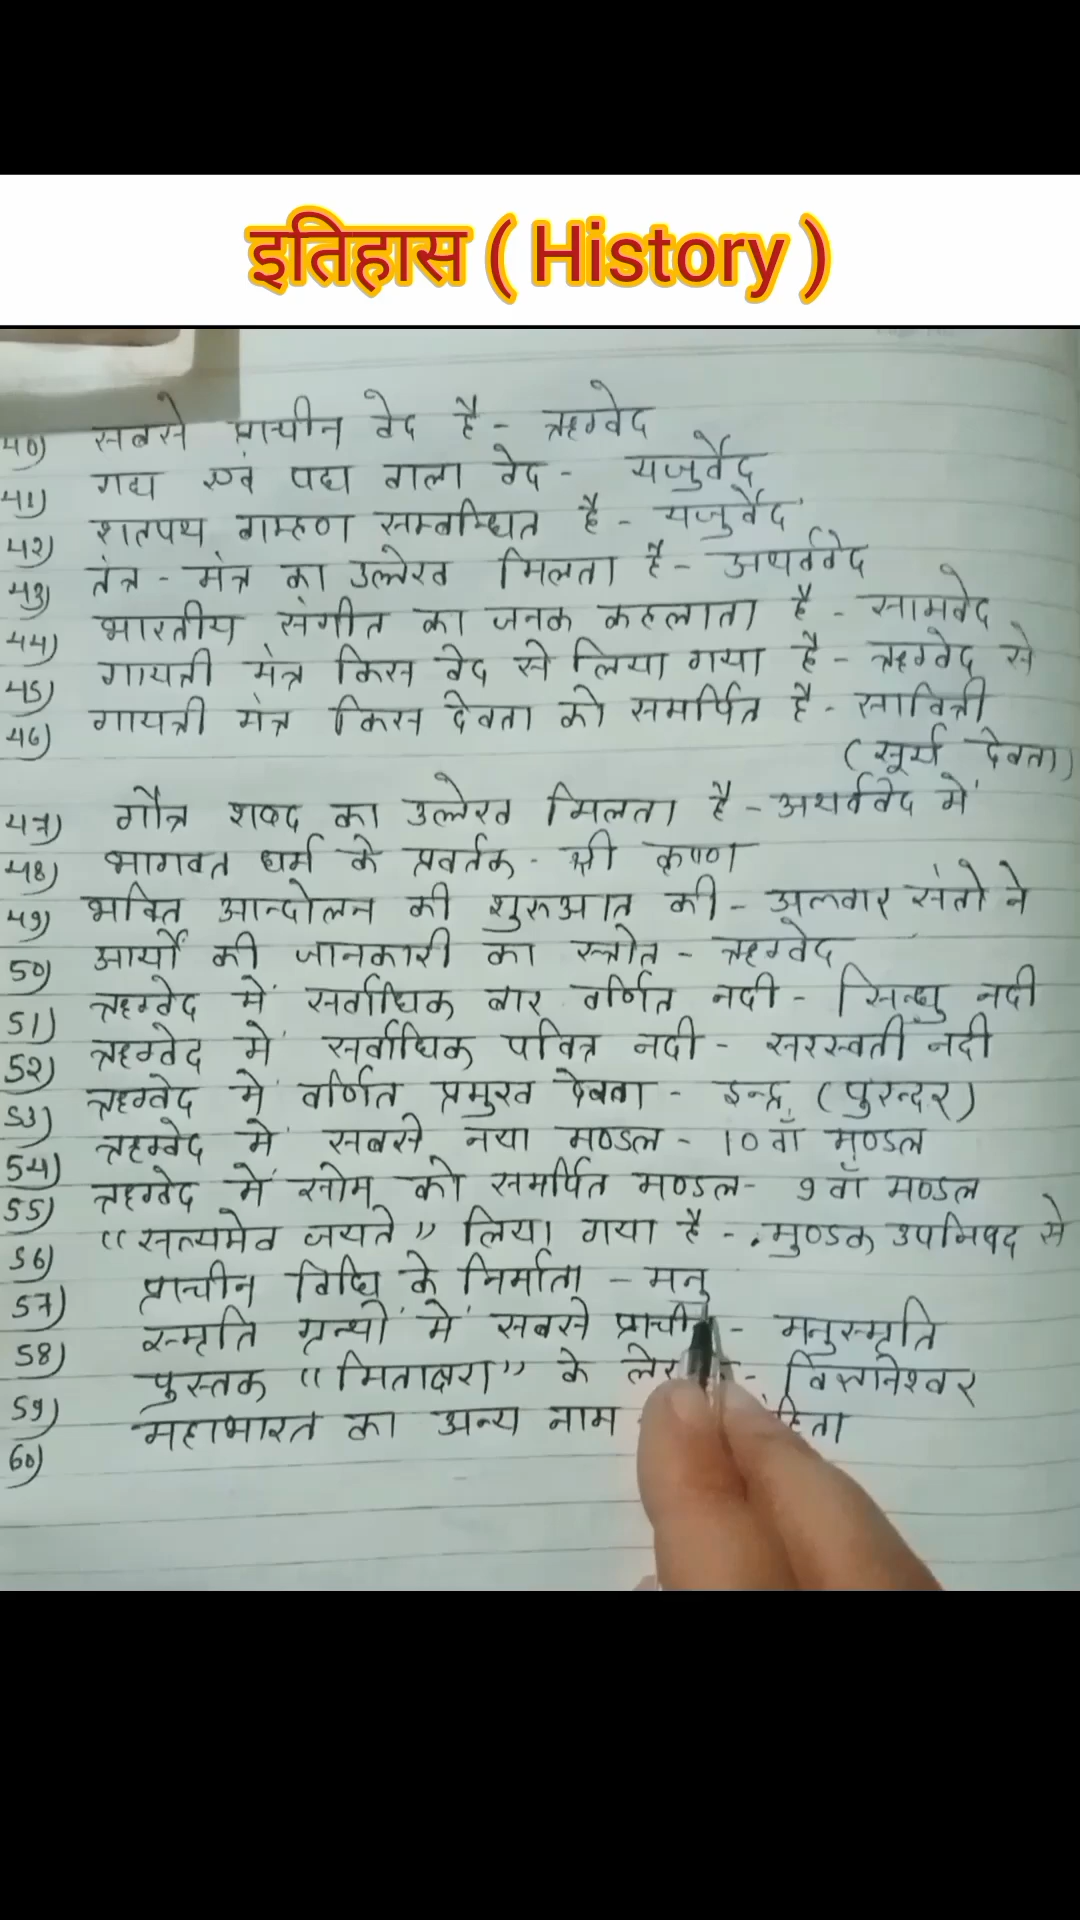 इतिहास ( History )
40) सबसे प्राचीन वेद है - ऋग्वेद
41) गद्य एवं पद्य वाला वेद - यजुर्वेद
42) शतपथ ब्राम्हण सम्बन्धित है - यजुर्वेद
43) तंत्र - मंत्र का उल्लेख मिलता है - अथर्ववेद
44) भारतीय संगीत का जनक कहलाता है - सामवेद
45) गायत्री मंत्र किस वेद से लिया गया है - ऋग्वेद से
46) गायत्री मंत्र किस देवता को समर्पित है - सावित्री
(सूर्य देवता)
47) गौत्र शब्द का उल्लेख मिलता है - अथर्ववेद में
48) भागवत धर्म के प्रवर्तक - श्री कृष्ण
49) भक्ति आन्दोलन की शुरुआत की - अलवार संतो ने
50) आर्यों की जानकारी का स्त्रोत - ऋग्वेद
51) ऋग्वेद में सर्वाधिक बार वर्णित नदी - सिन्धु नदी
52) ऋग्वेद में सर्वाधिक पवित्र नदी - सरस्वती नदी
53) ऋग्वेद में वर्णित प्रमुख देवता - इन्द्र (पुरन्दर)
54) ऋग्वेद में सबसे नया मण्डल - 10वाँ मण्डल
55) ऋग्वेद में सोम को समर्पित मण्डल - 9वाँ मण्डल
56) "सत्यमेव जयते" लिया गया है - मुण्डक उपनिषद से
57) प्राचीन विधि के निर्माता - मनु
58) स्मृति ग्रन्थों में सबसे प्राचीन - मनुस्मृति
59) पुस्तक "मिताक्षरा" के - विज्ञानेश्वर
60) महाभारत का अन्य नाम